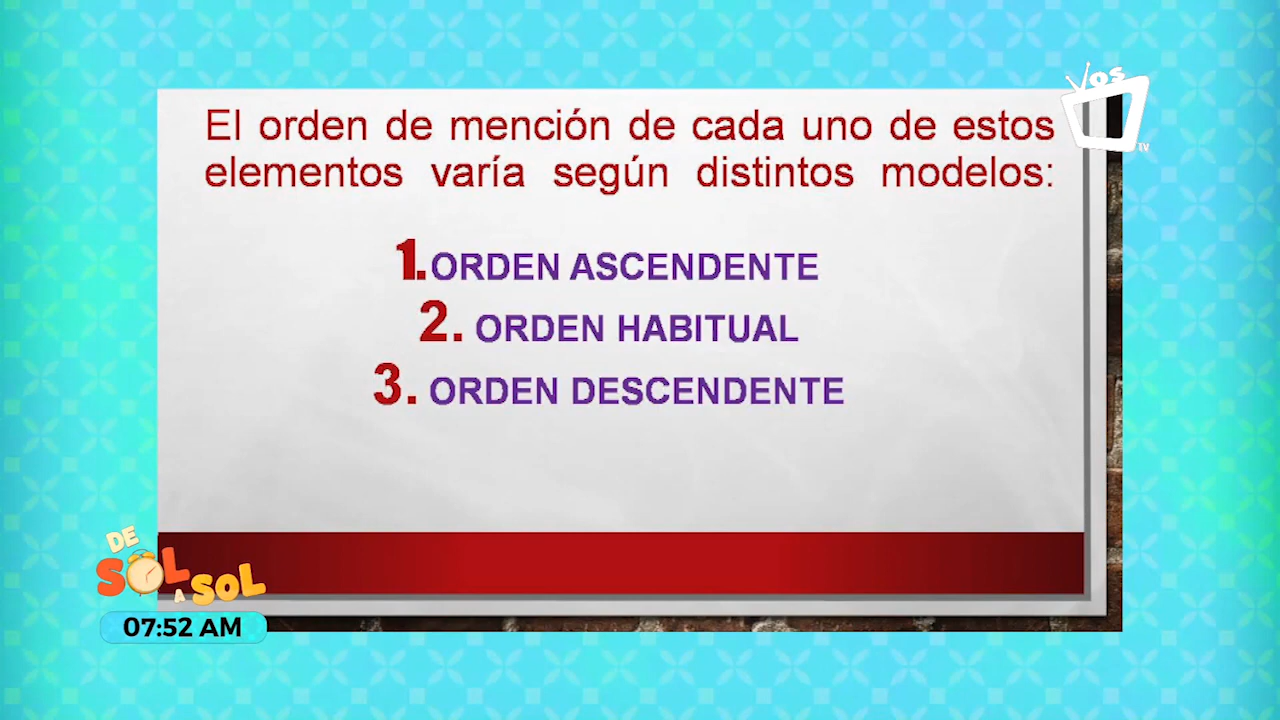 OS
TV
El orden de mención de cada uno de estos
elementos varía según distintos modelos:
1.ORDEN ASCENDENTE
2. ORDEN HABITUAL
3. ORDEN DESCENDENTE
DE
SOL
A SOL
07:52 AM